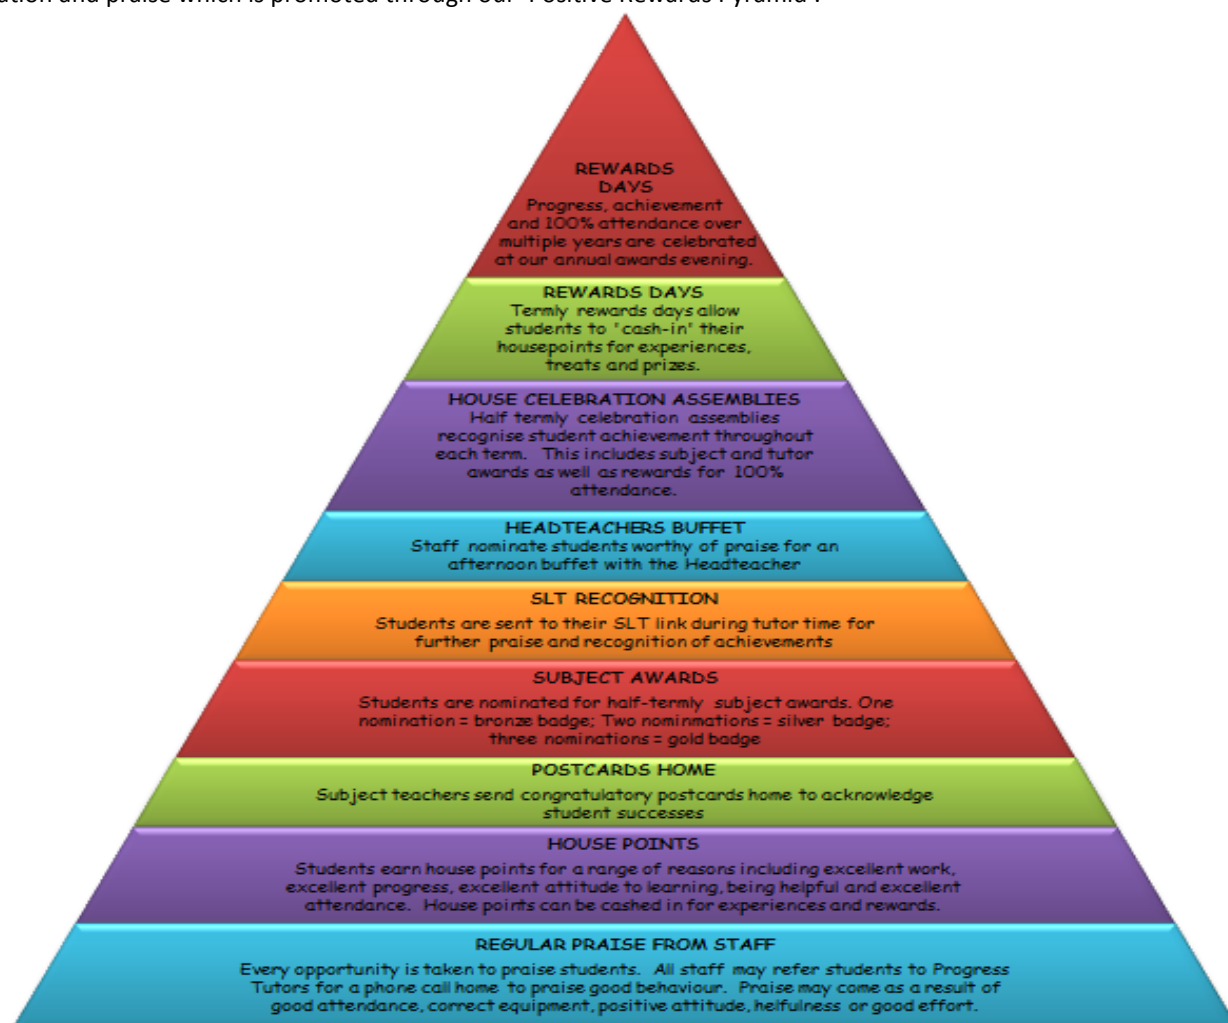 ation and praise which is promoted through our 'Positive Rewards Pyramid'.
REWARDS
DAYS
Progress, achievement
and 100% attendance over
multiple years are celebrated
at our annual awards evening.
REWARDS DAYS
Termly rewards days allow
students to "cash-in" their
housepoints for experiences,
treats and prizes.
HOUSE CELEBRATION ASSEMBLIES
Half termly celebration assemblies
recognise student achievement throughout
each term. This includes subject and tutor
awards as well as rewards for 100%
attendance.
HEADTEACHERS BUFFET
Staff nominate students worthy of praise for an
afternoon buffet with the Headteacher
SLT RECOGNITION
Students are sent to their SLT link during tutor time for
further praise and recognition of achievements
SUBJECT AWARDS
Students are nominated for half-termly subject awards. One
nomination = bronze badge; Two nominmations = silver badge;
three nominations = gold badge
POSTCARDS HOME
Subject teachers send congratulatory postcards home to acknowledge
student successes
HOUSE POINTS
Students earn house points for a range of reasons including excellent work,
excellent progress, excellent attitude to learning, being helpful and excellent
attendance. House points can be cashed in for experiences and rewards.
REGULAR PRAISE FROM STAFF
Every opportunity is taken to praise students. All staff may refer students to Progress
Tutors for a phone call home to praise good behaviour. Praise may come as a result of
good attendance, correct equipment, positive attitude, helfulness or good effort.